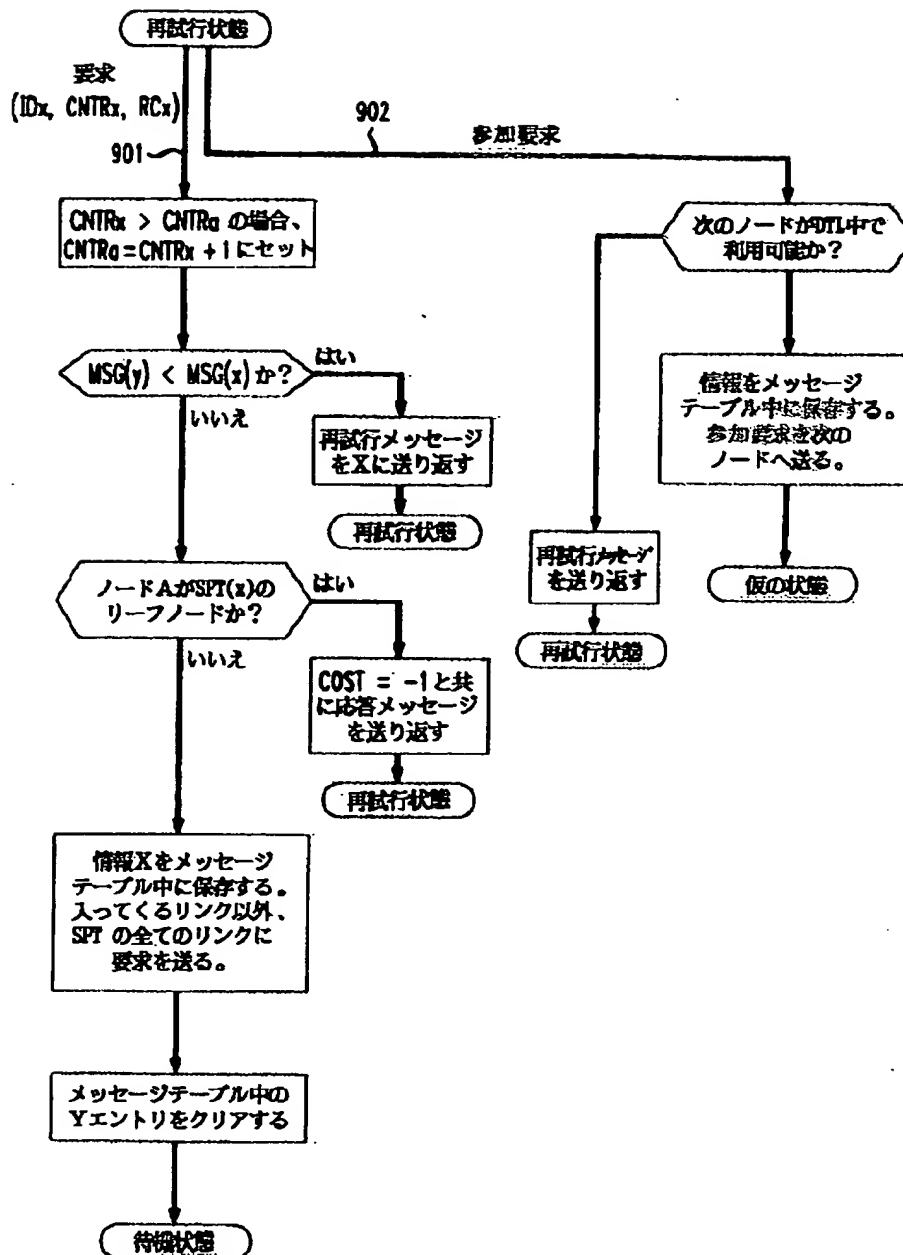 再試行状態
要求
(IDx, CNTRx, RCx)
901
902
参加要求
CNTRx > CNTRa の場合、
CNTRa=CNTRx + 1 にセット
次のノードがDTL中で
利用可能か?
MSG(y) < MSG(x) か?
はい
いいえ
再試行メッセージ
をXに送り返す
再試行状態
情報をメッセージ
テーブル中に保存する。
参加要求を次の
ノードへ送る。
仮の状態
再試行メッセージ
を送り返す
再試行状態
ノードAがSPT(x)の
リーフノードか?
はい
いいえ
COST = -1と共
に応答メッセージ
を送り返す
再試行状態
情報Xをメッセージ
テーブル中に保存する。
入ってくるリンク以外、
SPT の全てのリンクに
要求を送る。
メッセージテーブル中の
Yエントリをクリアする
待機状態